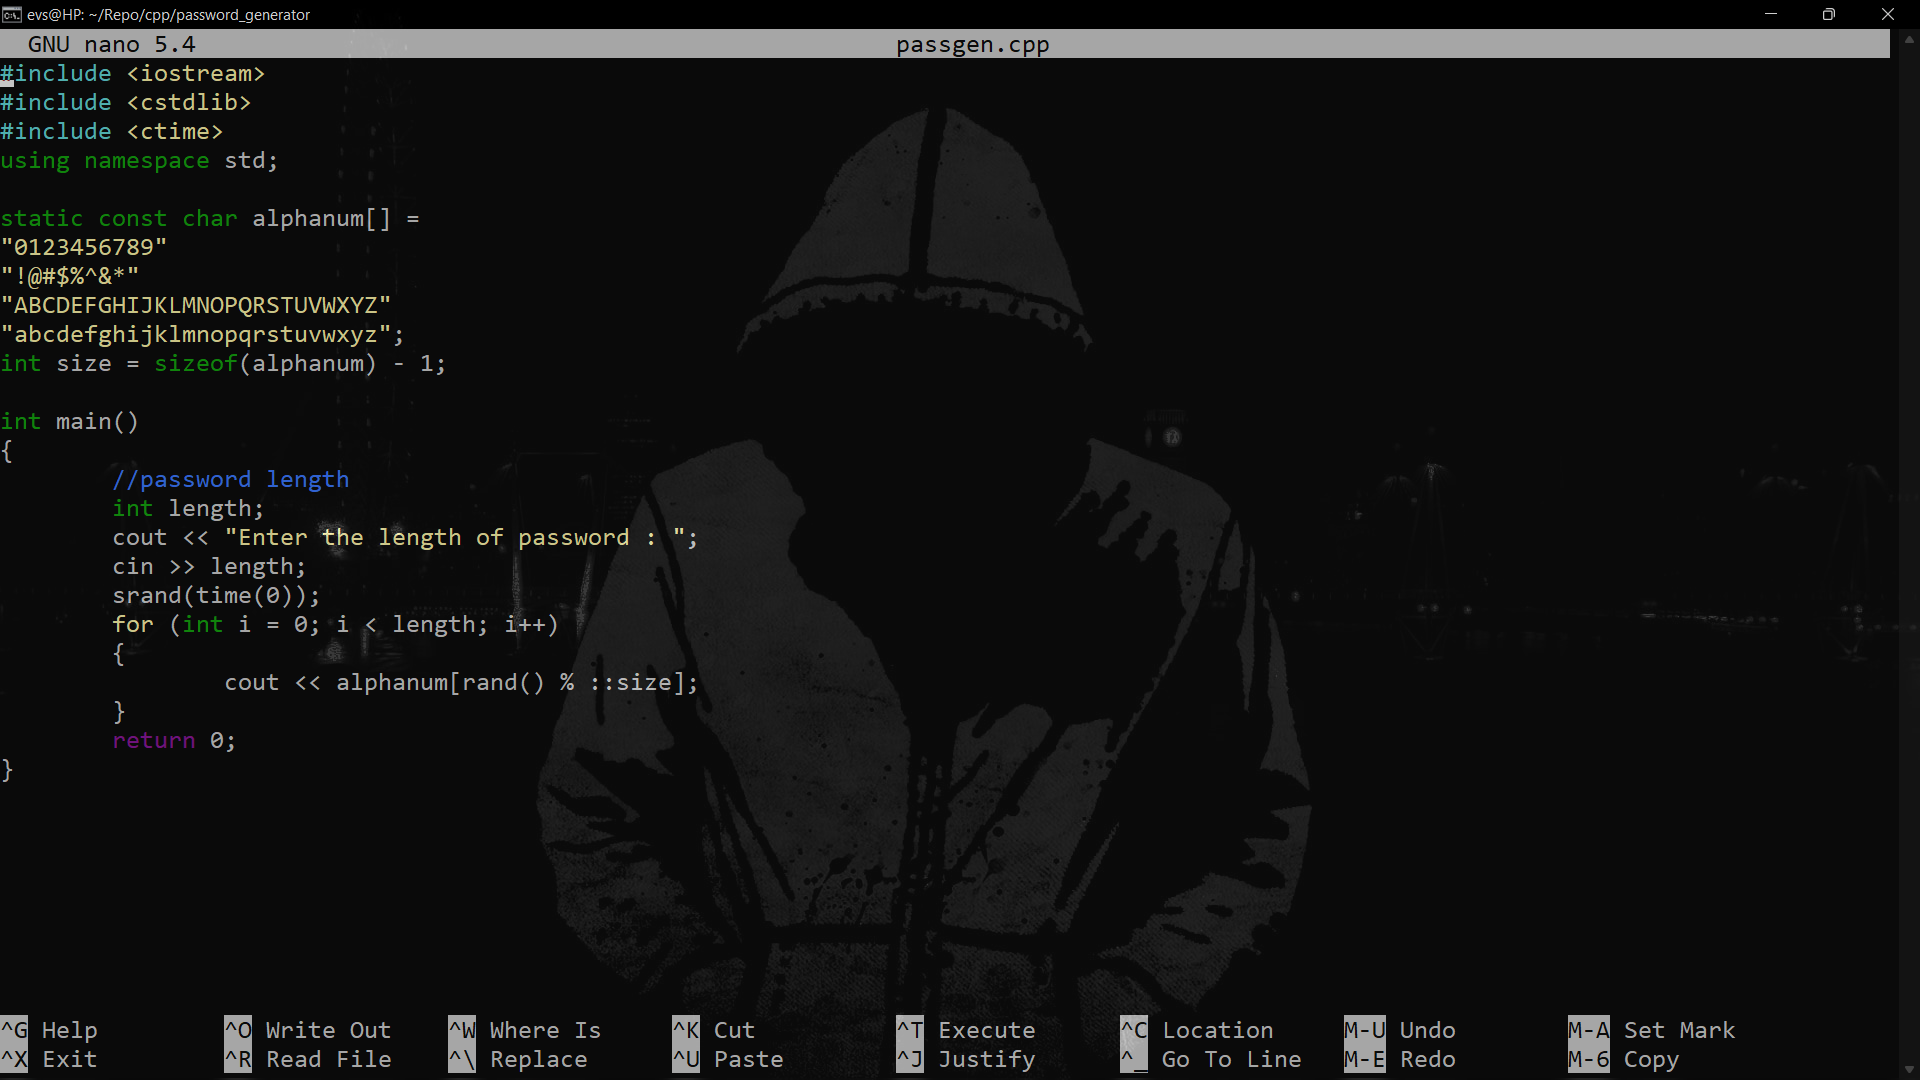 evs@HP: ~/Repo/cpp/password_generator
GNU nano 5.4 passgen.cpp
#include <iostream>
#include <cstdlib>
#include <ctime>
using namespace std;

static const char alphanum[] =
"0123456789"
"!@#$%^&*"
"ABCDEFGHIJKLMNOPQRSTUVWXYZ"
"abcdefghijklmnopqrstuvwxyz";
int size = sizeof(alphanum) - 1;

int main()
{
        //password length
        int length;
        cout << "Enter the length of password : ";
        cin >> length;
        srand(time(0));
        for (int i = 0; i < length; i++)
        {
                cout << alphanum[rand() % ::size];
        }
        return 0;
}
^G Help ^O Write Out ^W Where Is ^K Cut ^T Execute ^C Location M-U Undo M-A Set Mark
^X Exit ^R Read File ^\ Replace ^U Paste ^J Justify ^_ Go To Line M-E Redo M-6 Copy